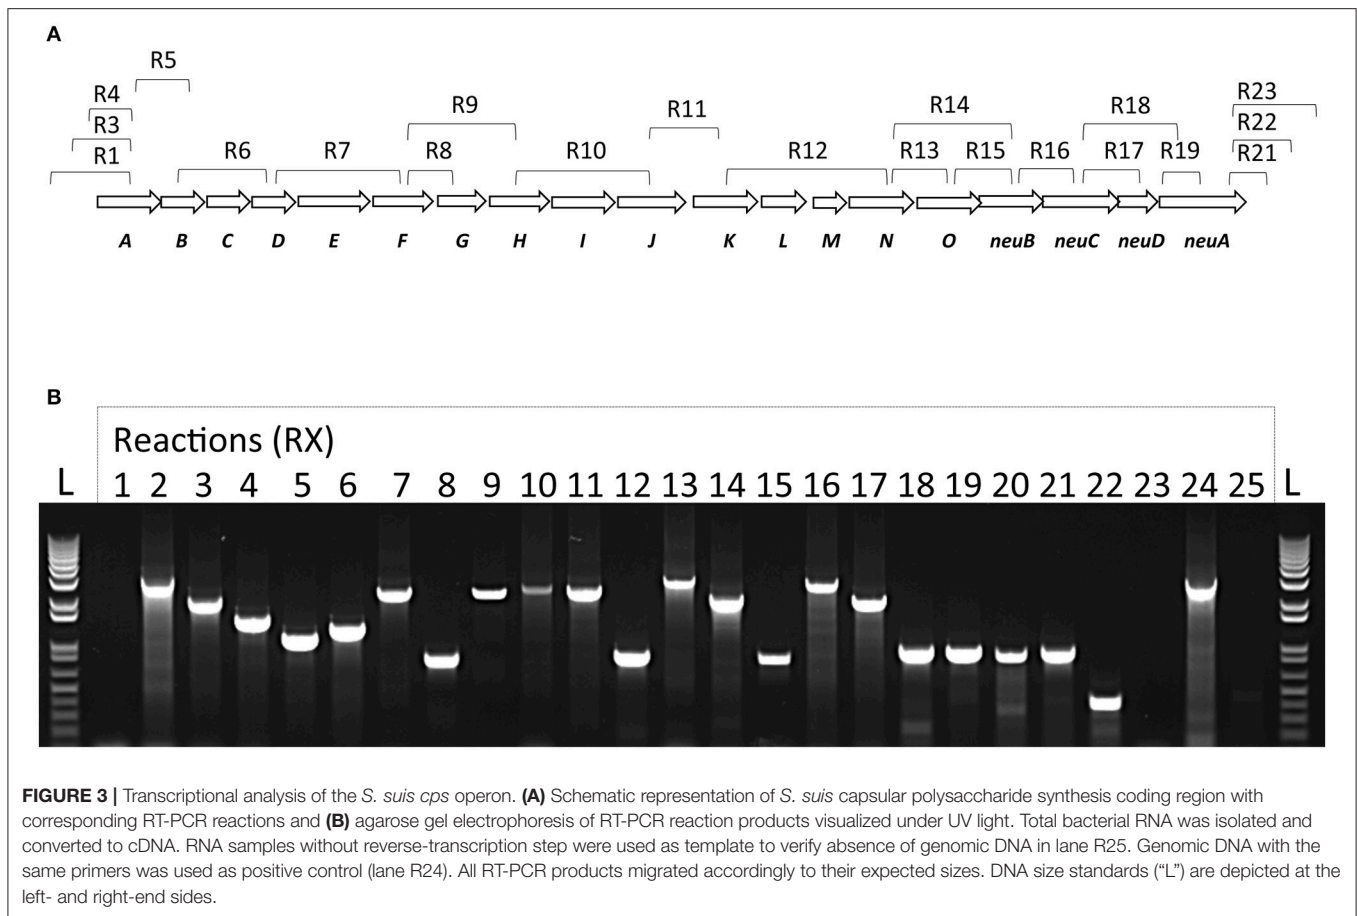 A
R5
R4
R3
R1
R6
R7
R9
R8
R10
R11
R12
R14
R13
R15
R16
R18
R17
R19
R23
R22
R21
A B C D E F G H I J K L M N O neuB neuC neuD neuA
B
Reactions (RX)
L 1 2 3 4 5 6 7 8 9 10 11 12 13 14 15 16 17 18 19 20 21 22 23 24 25 L
FIGURE 3 | Transcriptional analysis of the S. suis cps operon. (A) Schematic representation of S. suis capsular polysaccharide synthesis coding region with
corresponding RT-PCR reactions and (B) agarose gel electrophoresis of RT-PCR reaction products visualized under UV light. Total bacterial RNA was isolated and
converted to cDNA. RNA samples without reverse-transcription step were used as template to verify absence of genomic DNA in lane R25. Genomic DNA with the
same primers was used as positive control (lane R24). All RT-PCR products migrated accordingly to their expected sizes. DNA size standards (“L”) are depicted at the
left- and right-end sides.